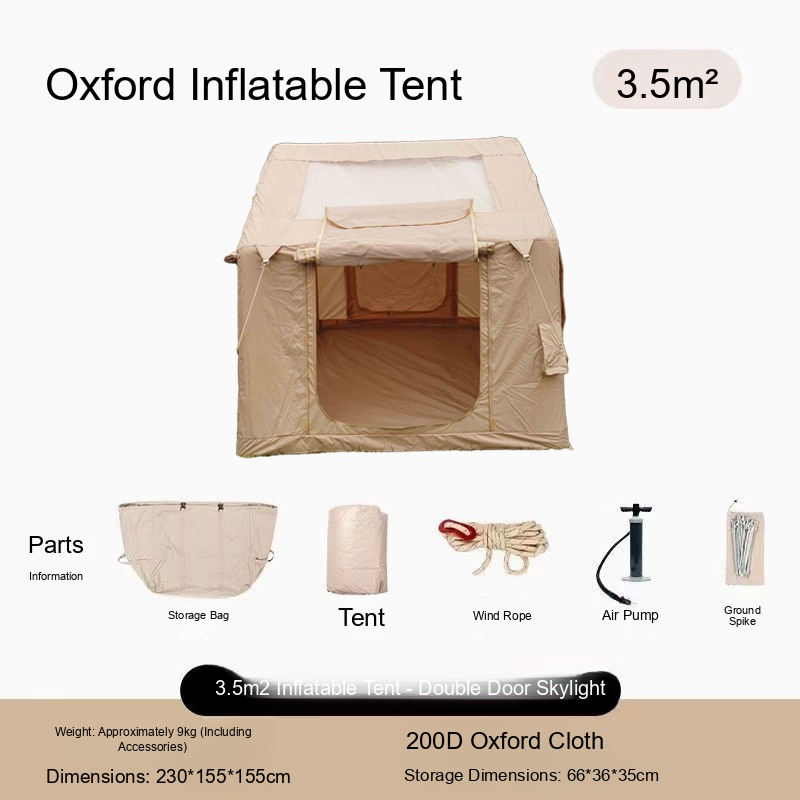 Oxford Inflatable Tent
3.5m²
Parts
Information
Storage Bag
Tent
Wind Rope
Air Pump
Ground
Spike
3.5m2 Inflatable Tent - Double Door Skylight
Weight: Approximately 9kg (Including
Accessories)
200D Oxford Cloth
Dimensions: 230*155*155cm
Storage Dimensions: 66*36*35cm